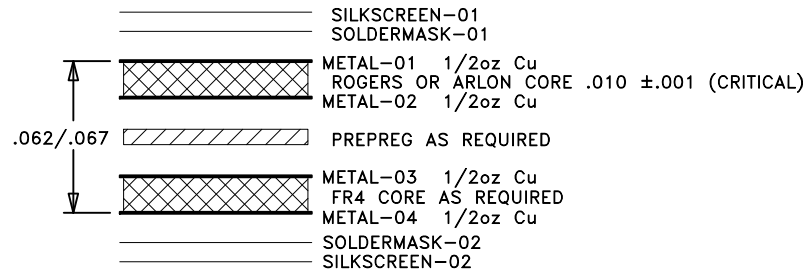 SILKSCREEN-01
SOLDERMASK-01
METAL-01 1/2oz Cu
ROGERS OR ARLON CORE .010 ±.001 (CRITICAL)
METAL-02 1/2oz Cu
.062/.067
PREPREG AS REQUIRED
METAL-03 1/2oz Cu
FR4 CORE AS REQUIRED
METAL-04 1/2oz Cu
SOLDERMASK-02
SILKSCREEN-02